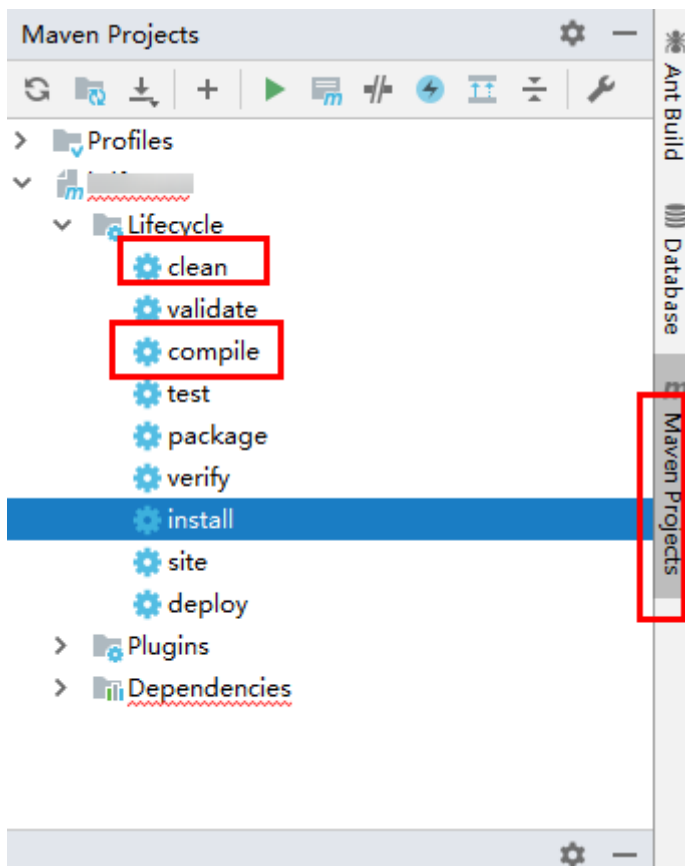 Maven Projects
Profiles
Lifecycle
clean
validate
compile
test
package
verify
install
site
deploy
Plugins
Dependencies
Ant Build
Database
Maven Projects